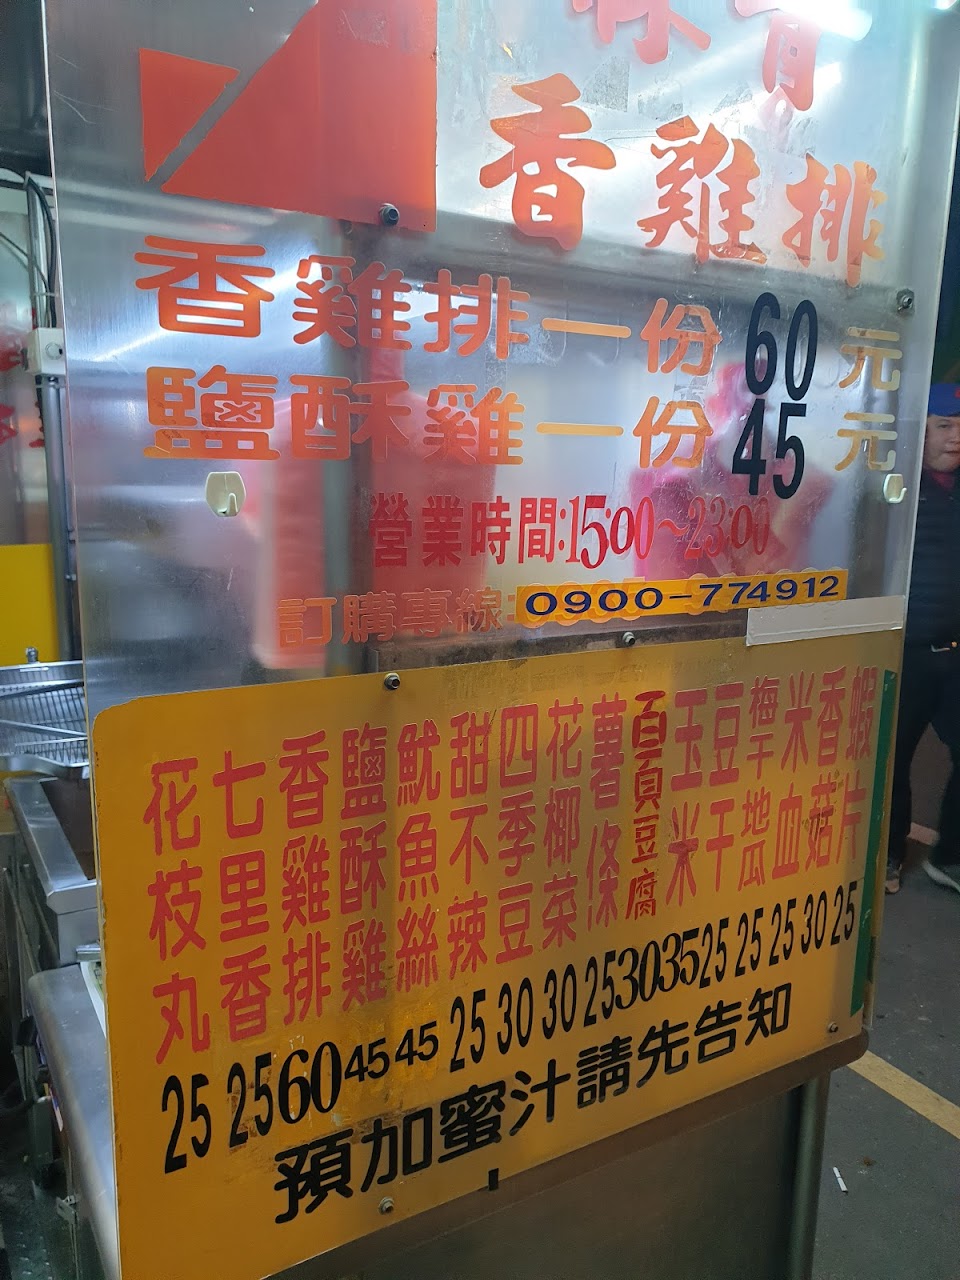 香雞排
香雞排一份60元
鹽酥雞一份45元
營業時間:15:00~23:00
訂購專線:0900-774912
花枝丸
七里香
香雞排
鹽酥雞
魷魚絲
甜不辣
四季豆
花椰菜
薯條
百頁豆腐
玉米
豆干
地瓜
米血
香菇
蝦片
25 25 60 45 45 25 30 30 25 30 35 25 25 25 30 25
預加蜜汁請先告知